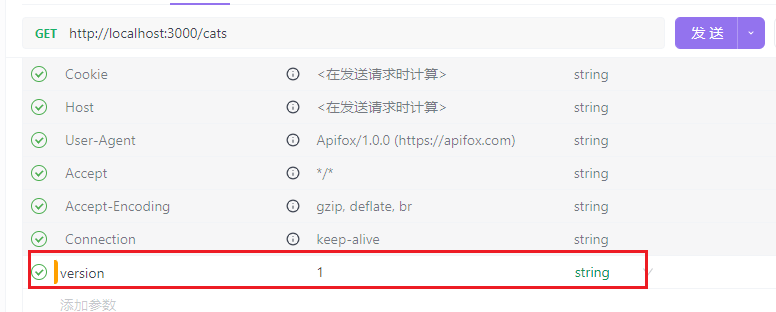 GET http://localhost:3000/cats 发 送
Cookie <在发送请求时计算> string
Host <在发送请求时计算> string
User-Agent Apifox/1.0.0 (https://apifox.com) string
Accept */* string
Accept-Encoding gzip, deflate, br string
Connection keep-alive string
version 1 string
添加参数